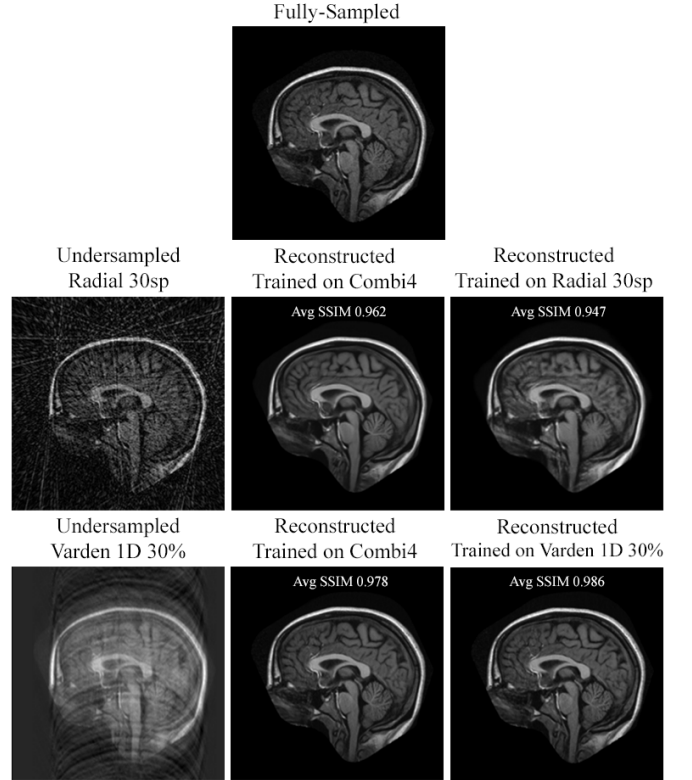 Fully-Sampled
Undersampled
Radial 30sp
Reconstructed
Trained on Combi4
Reconstructed
Trained on Radial 30sp
Avg SSIM 0.962
Avg SSIM 0.947
Undersampled
Varden 1D 30%
Reconstructed
Trained on Combi4
Reconstructed
Trained on Varden 1D 30%
Avg SSIM 0.978
Avg SSIM 0.986